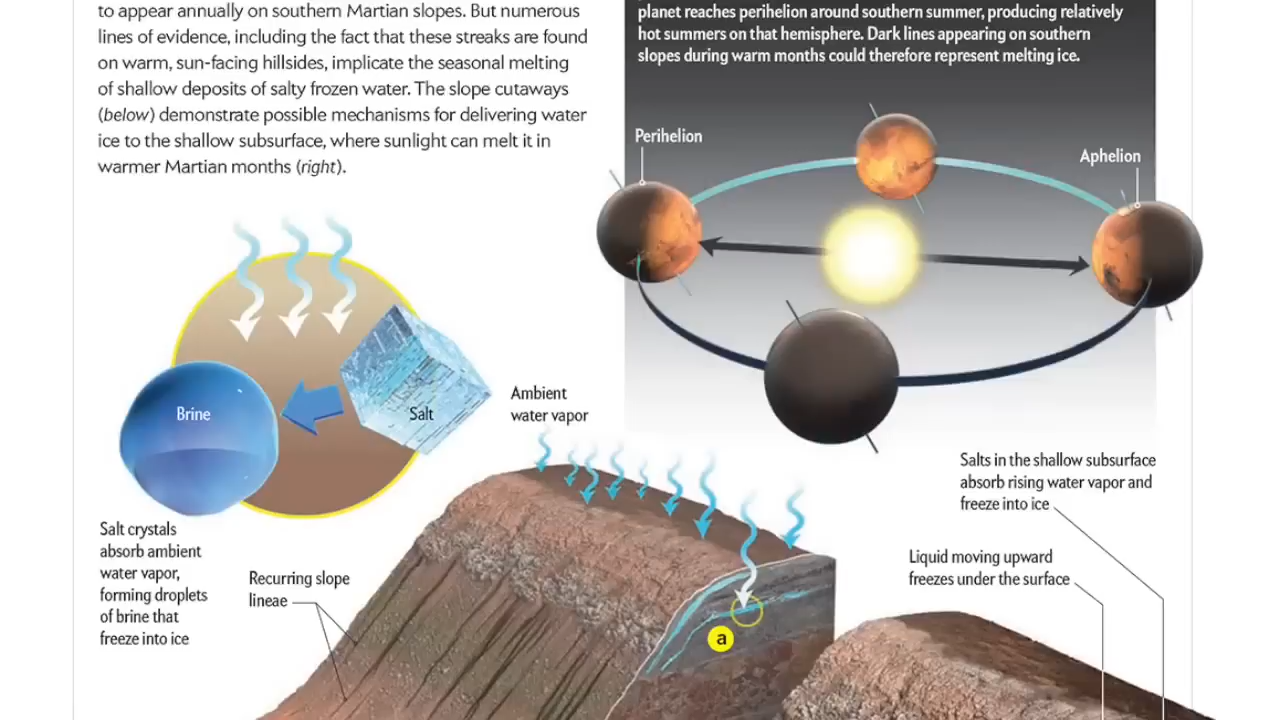 to appear annually on southern Martian slopes. But numerous
lines of evidence, including the fact that these streaks are found
on warm, sun-facing hillsides, implicate the seasonal melting
of shallow deposits of salty frozen water. The slope cutaways
(below) demonstrate possible mechanisms for delivering water
ice to the shallow subsurface, where sunlight can melt it in
warmer Martian months (right).
planet reaches perihelion around southern summer, producing relatively
hot summers on that hemisphere. Dark lines appearing on southern
slopes during warm months could therefore represent melting ice.
Perihelion
Aphelion
Brine
Salt
Ambient
water vapor
Salt crystals
absorb ambient
water vapor,
forming droplets
of brine that
freeze into ice
Recurring slope
lineae
a
Salts in the shallow subsurface
absorb rising water vapor and
freeze into ice
Liquid moving upward
freezes under the surface